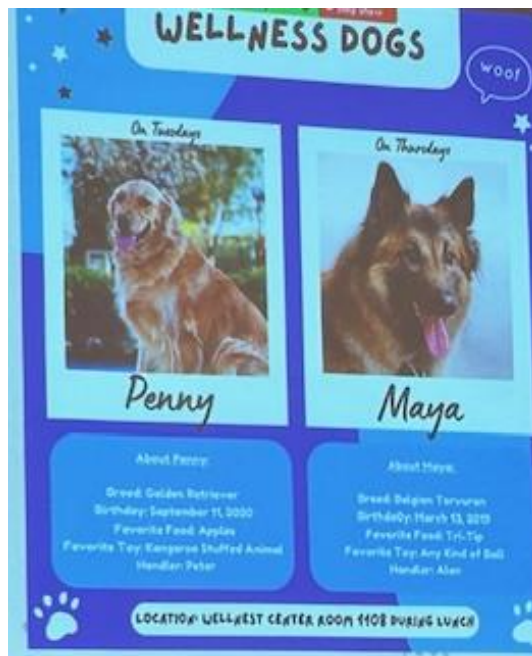 WELLNESS DOGS
woof
On Tuesdays
On Thursdays
Penny
Maya
About Penny:
Breed: Golden Retriever
Birthday: September 11, 2020
Favorite Food: Apples
Favorite Toy: Kangaroo Stuffed Animal
Handler: Peter
About Maya:
Breed: Belgian Tervuren
Birthday: March 13,
Favorite Food: Tri-Tip
Favorite Toy: Any Kind of Ball
Handler:
LOCATION: WELLNEST CENTER ROOM 1108 DURING LUNCH